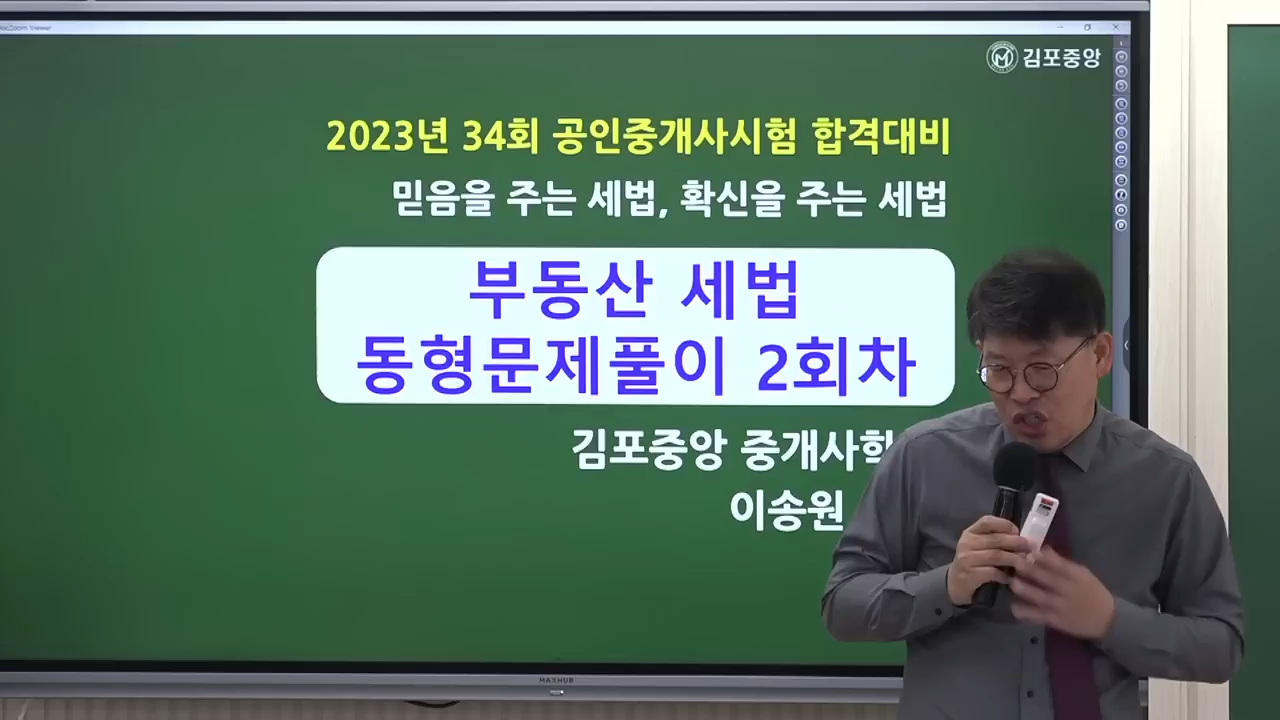 김포중앙
2023년 34회 공인중개사시험 합격대비
믿음을 주는 세법, 확신을 주는 세법
부동산 세법
동형문제풀이 2회차
김포중앙 중개사학
이송원
MAXHUB